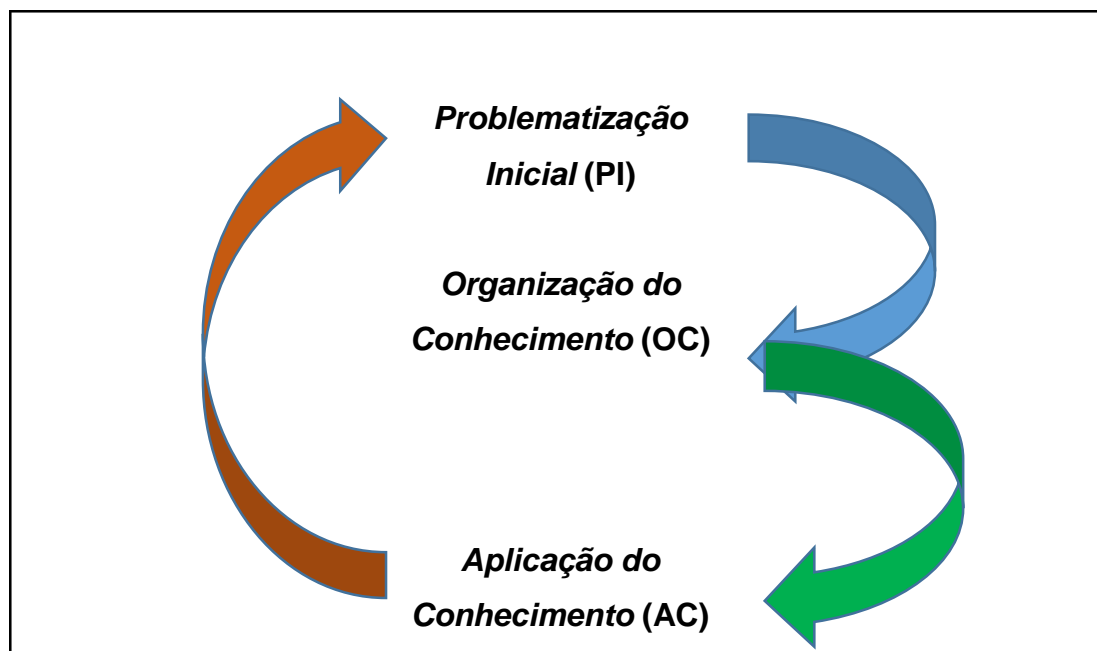 Problematização
Inicial (PI)
Organização do
Conhecimento (OC)
Aplicação do
Conhecimento (AC)